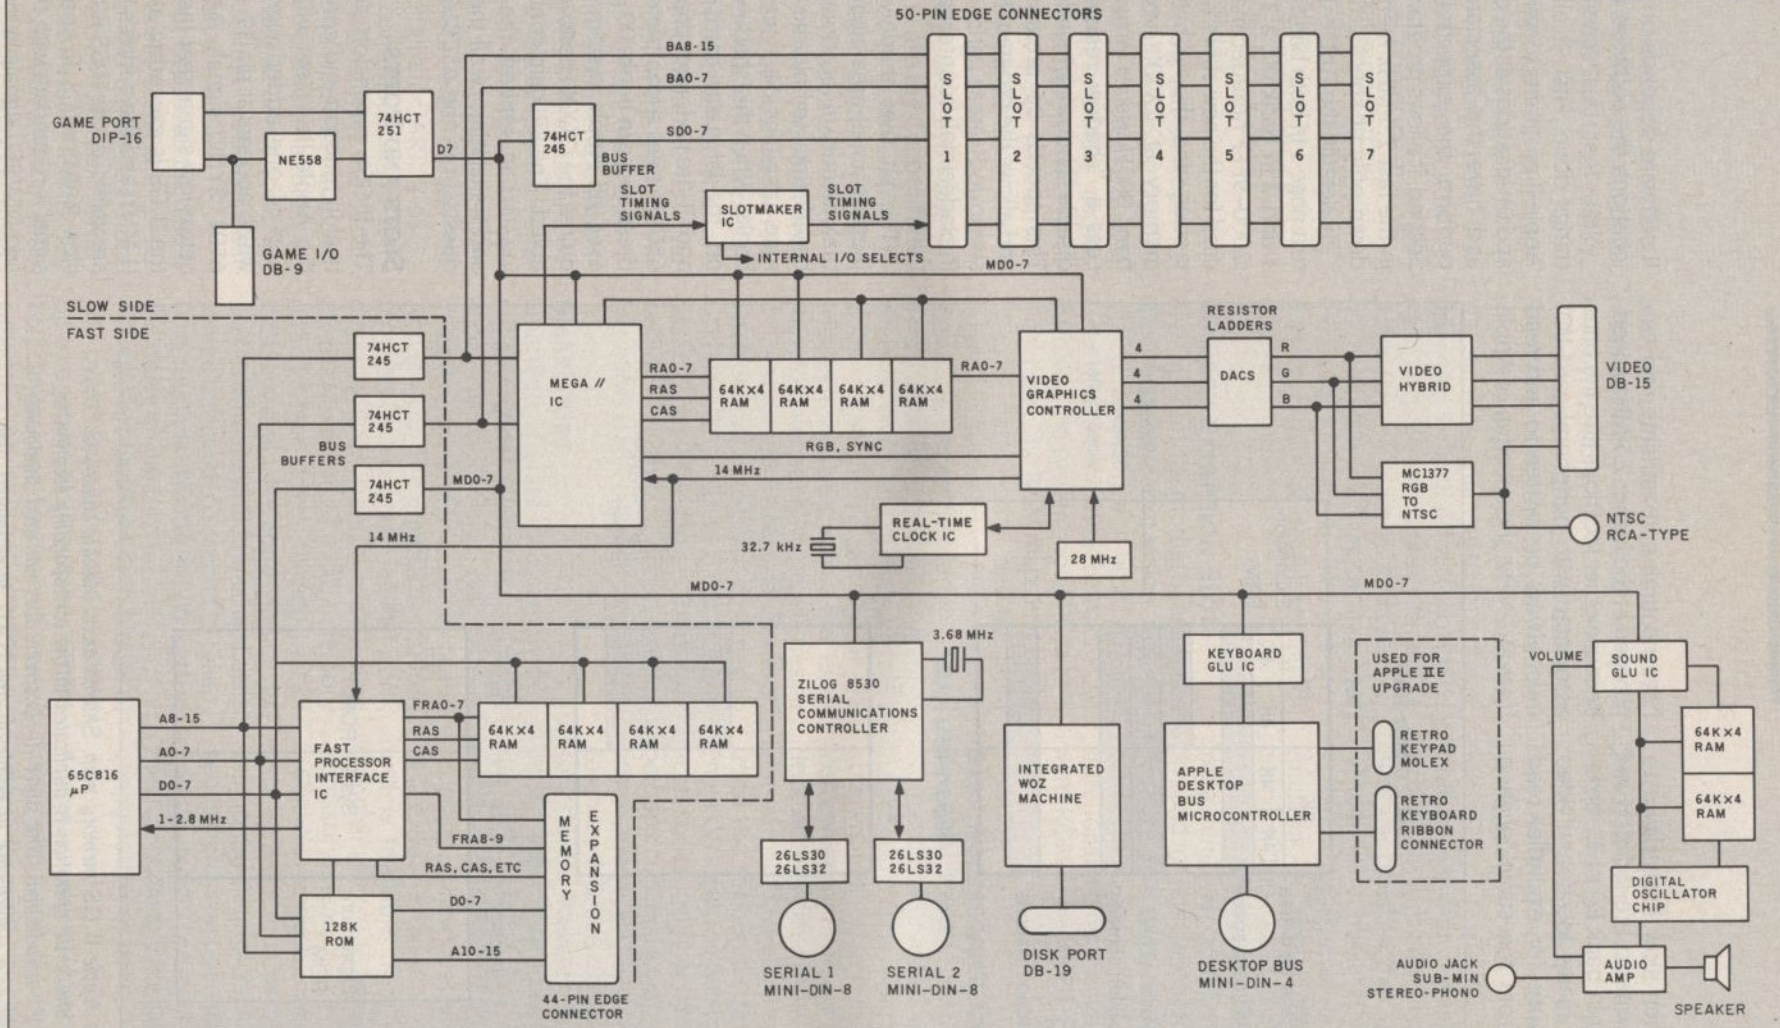 50-PIN EDGE CONNECTORS
BA8-15
BA0-7
SD0-7
SLOT
1
SLOT
2
SLOT
3
SLOT
4
SLOT
5
SLOT
6
SLOT
7
GAME PORT
DIP-16
NE558
74HCT
251
D7
74HCT
245
BUS
BUFFER
GAME I/O
DB-9
SLOT
TIMING
SIGNALS
SLOTMAKER
IC
SLOT
TIMING
SIGNALS
INTERNAL I/O SELECTS
MD0-7
SLOW SIDE
FAST SIDE
74HCT
245
74HCT
245
BUS
BUFFERS
74HCT
245
MD0-7
MEGA //
IC
RA0-7
RAS
CAS
64K×4
RAM
64K×4
RAM
64K×4
RAM
64K×4
RAM
RA0-7
RGB, SYNC
14 MHz
VIDEO
GRAPHICS
CONTROLLER
4
4
4
RESISTOR
LADDERS
DACS
R
G
B
VIDEO
HYBRID
VIDEO
DB-15
MC1377
RGB
TO
NTSC
NTSC
RCA-TYPE
14 MHz
32.7 kHz
REAL-TIME
CLOCK IC
28 MHz
MD0-7
MD0-7
65C816
µP
A8-15
A0-7
D0-7
1-2.8 MHz
FAST
PROCESSOR
INTERFACE
IC
FRA0-7
RAS
CAS
64K×4
RAM
64K×4
RAM
64K×4
RAM
64K×4
RAM
FRA8-9
RAS, CAS, ETC
D0-7
A10-15
128K
ROM
MEMORY
EXPANSION
44-PIN EDGE
CONNECTOR
3.68 MHz
ZILOG 8530
SERIAL
COMMUNICATIONS
CONTROLLER
26LS30
26LS32
26LS30
26LS32
SERIAL 1
MINI-DIN-8
SERIAL 2
MINI-DIN-8
INTEGRATED
WOZ
MACHINE
DISK PORT
DB-19
KEYBOARD
GLU IC
APPLE
DESKTOP
BUS
MICROCONTROLLER
DESKTOP BUS
MINI-DIN-4
USED FOR
APPLE IIE
UPGRADE
RETRO
KEYPAD
MOLEX
RETRO
KEYBOARD
RIBBON
CONNECTOR
VOLUME
SOUND
GLU IC
64K×4
RAM
64K×4
RAM
DIGITAL
OSCILLATOR
CHIP
AUDIO JACK
SUB-MIN
STEREO-PHONO
AUDIO
AMP
SPEAKER